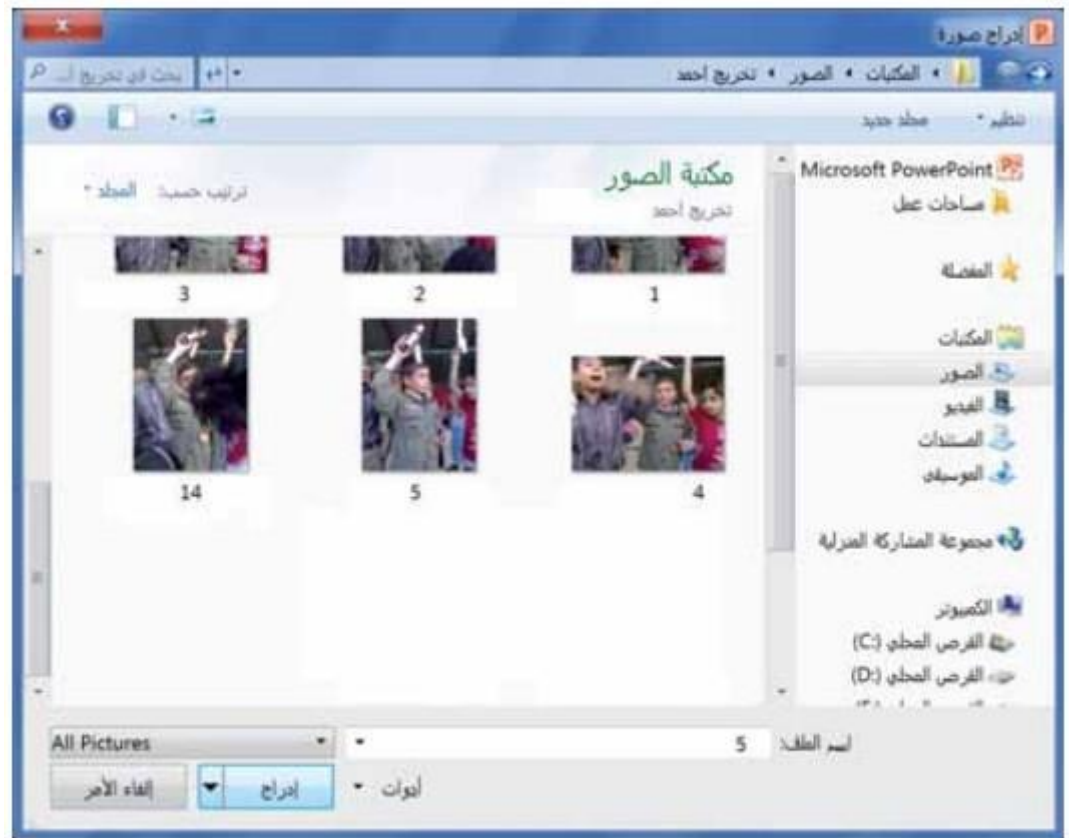 إدراج صورة
المكتبات
الصور
تخريج احمد
بحث في تخريج أ...
تنظيم
مجلد جديد
Microsoft PowerPoint
مساحات عمل
المفضلة
المكتبات
الصور
الفيديو
المستندات
الموسيقى
مجموعة المشاركة المنزلية
الكمبيوتر
القرص المحلي (C:)
القرص المحلي (D:)
مكتبة الصور
تخريج احمد
ترتيب حسب: المجلد
1
2
3
4
5
14
اسم الملف: 5
All Pictures
أدوات
إدراج
إلغاء الأمر